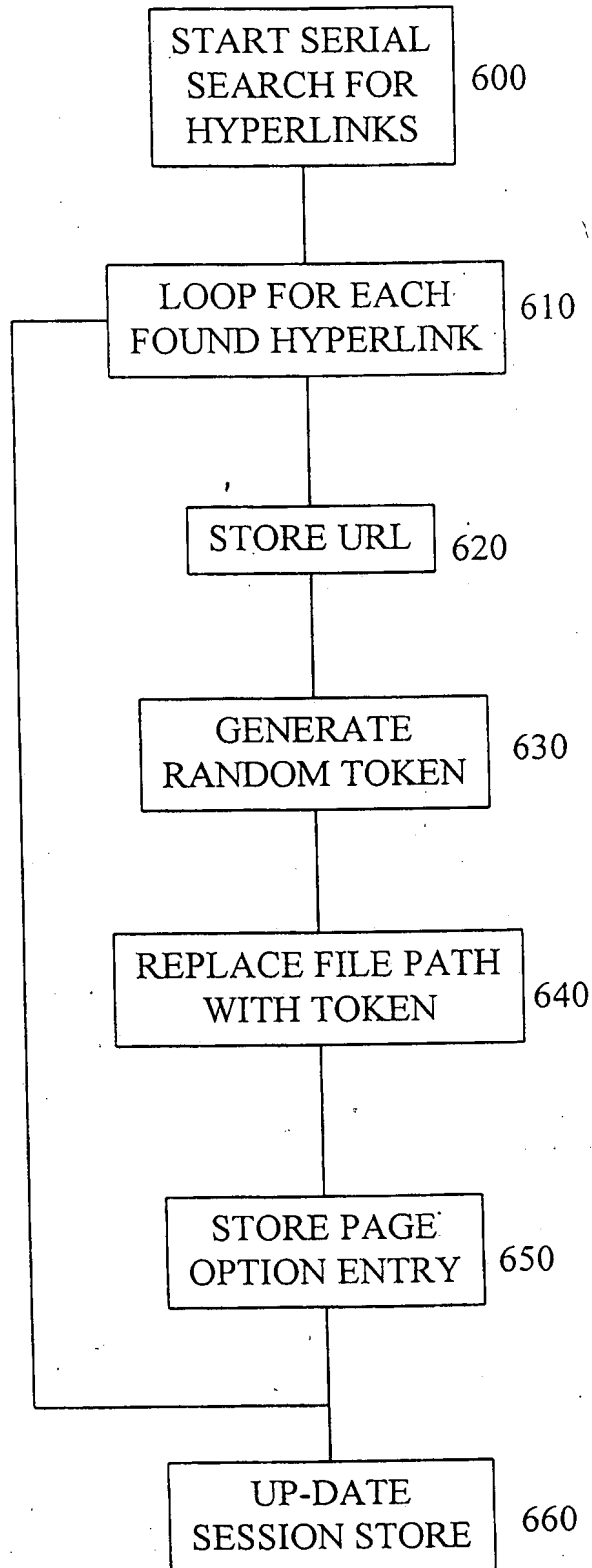 START SERIAL
SEARCH FOR
HYPERLINKS
600
LOOP FOR EACH
FOUND HYPERLINK
610
STORE URL
620
GENERATE
RANDOM TOKEN
630
REPLACE FILE PATH
WITH TOKEN
640
STORE PAGE
OPTION ENTRY
650
UP-DATE
SESSION STORE
660